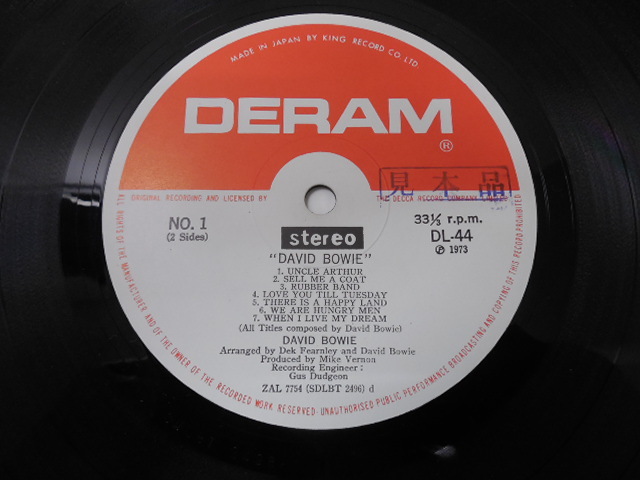 MADE IN JAPAN BY KING RECORD CO. LTD.
DERAM
®
見本品
ORIGINAL RECORDING AND LICENSED BY THE DECCA RECORD COMPANY LIMITED
NO. 1
(2 Sides)
stereo
33⅓ r.p.m.
DL-44
℗ 1973
"DAVID BOWIE"
1. UNCLE ARTHUR
2. SELL ME A COAT
3. RUBBER BAND
4. LOVE YOU TILL TUESDAY
5. THERE IS A HAPPY LAND
6. WE ARE HUNGRY MEN
7. WHEN I LIVE MY DREAM
(All Titles composed by David Bowie)
DAVID BOWIE
Arranged by Dek Fearnley and David Bowie
Produced by Mike Vernon
Recording Engineer :
Gus Dudgeon
ZAL 7754 (SDLBT 2496) d
ALL RIGHTS OF THE MANUFACTURER AND OF THE OWNER OF THE RECORDED WORK RESERVED·UNAUTHORISED PUBLIC PERFORMANCE BROADCASTING AND COPYING OF THIS RECORD PROHIBITED